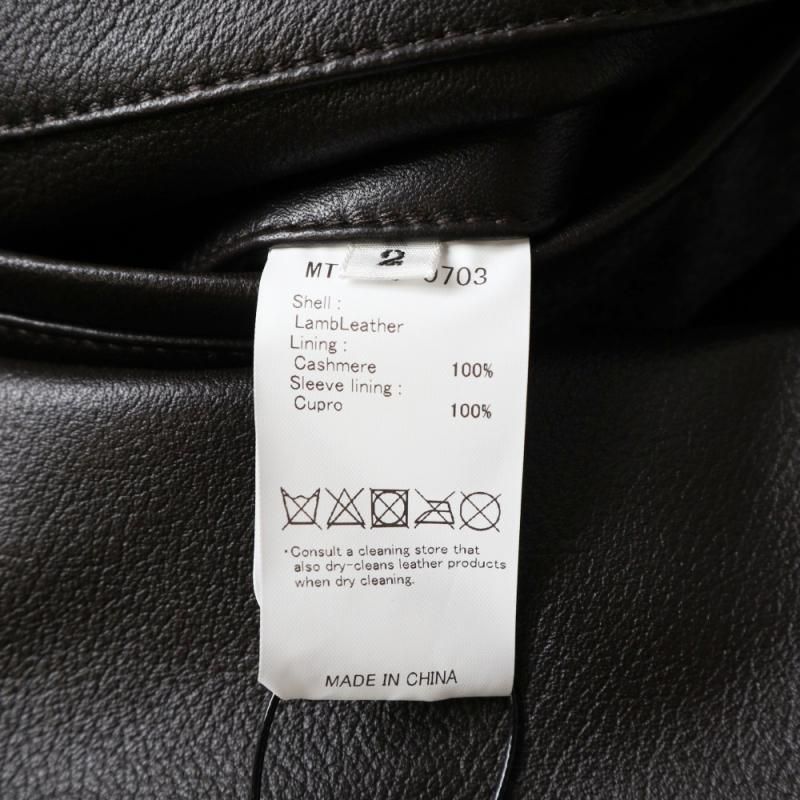 2
MT
0703
Shell :
LambLeather
Lining :
Cashmere 100%
Sleeve lining :
Cupro 100%
・Consult a cleaning store that
also dry-cleans leather products
when dry cleaning.
MADE IN CHINA